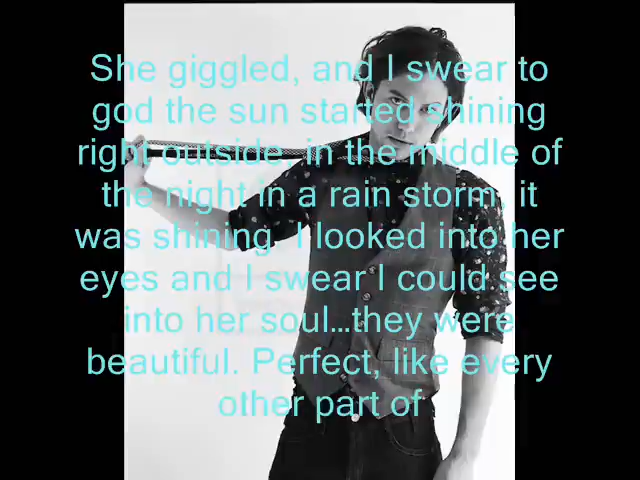 She giggled, and I swear to
god the sun started shining
right outside, in the middle of
the night in a rain storm, it
was shining. I looked into her
eyes and I swear I could see
into her soul...they were
beautiful. Perfect, like every
other part of